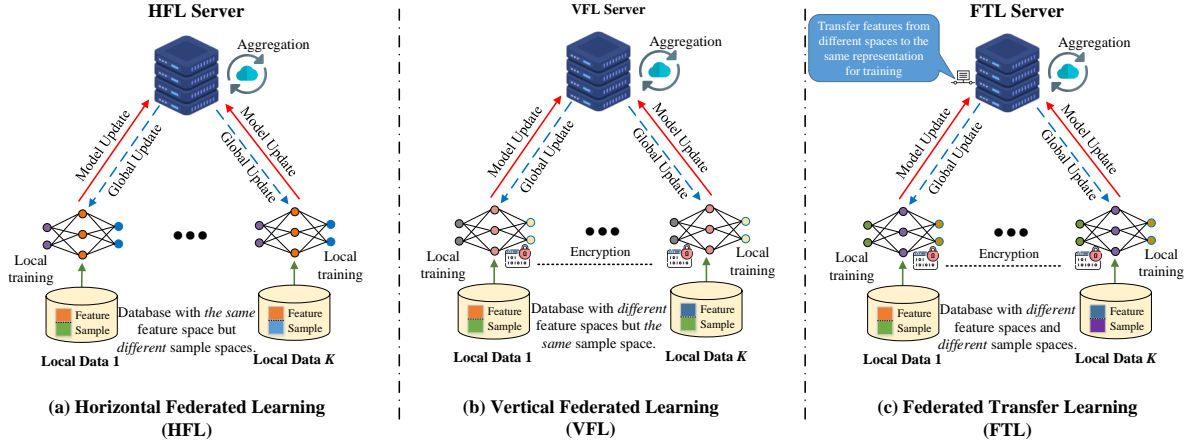 HFL Server
Aggregation
Model Update
Global Update
Model Update
Global Update
Local
training
Local
training
Feature
Sample
Database with the same
feature space but
different sample spaces.
Feature
Sample
Local Data 1
Local Data K
(a) Horizontal Federated Learning
(HFL)
VFL Server
Aggregation
Model Update
Global Update
Model Update
Global Update
Local
training
Encryption
Local
training
Feature
Sample
Database with different
feature spaces but the
same sample space.
Feature
Sample
Local Data 1
Local Data K
(b) Vertical Federated Learning
(VFL)
FTL Server
Transfer features from
different spaces to the
same representation
for training
Aggregation
Model Update
Global Update
Model Update
Global Update
Local
training
Encryption
Local
training
Feature
Sample
Database with different
feature spaces and
different sample spaces.
Feature
Sample
Local Data 1
Local Data K
(c) Federated Transfer Learning
(FTL)